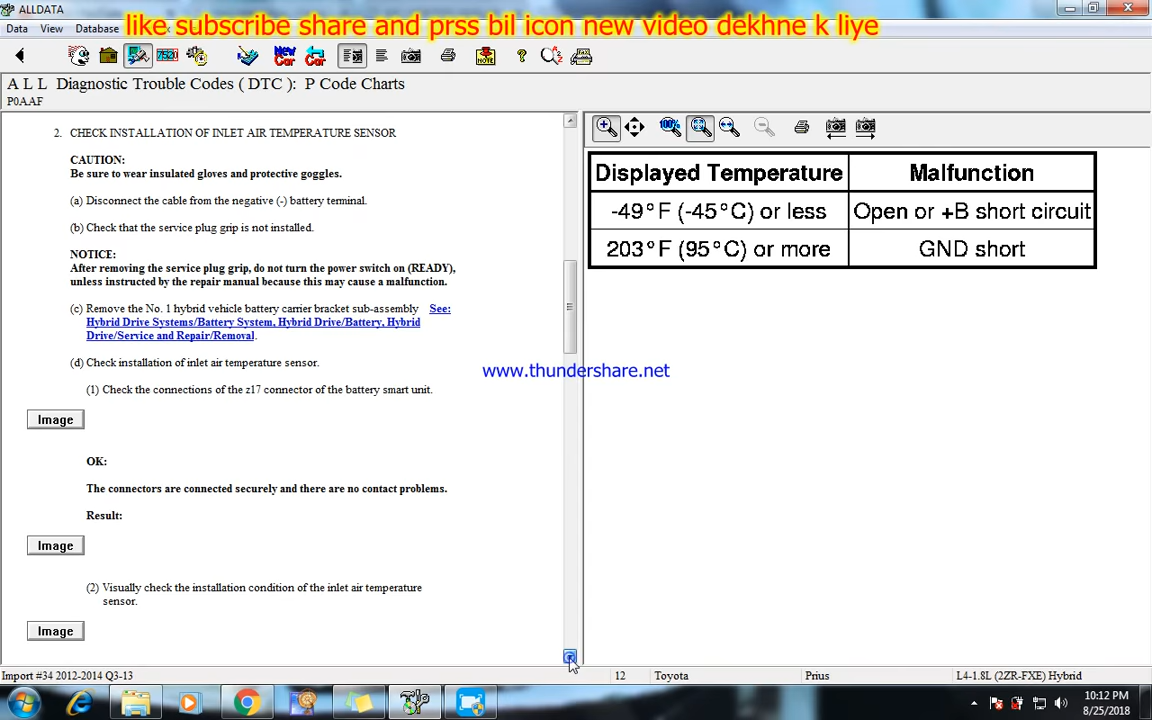 ALLDATA
like subscribe share and prss bil icon new video dekhne k liye
Data View Database
New Car Car NOTE ?
A L L Diagnostic Trouble Codes ( DTC ): P Code Charts
P0AAF
2. CHECK INSTALLATION OF INLET AIR TEMPERATURE SENSOR
CAUTION:
Be sure to wear insulated gloves and protective goggles.
(a) Disconnect the cable from the negative (-) battery terminal.
(b) Check that the service plug grip is not installed.
NOTICE:
After removing the service plug grip, do not turn the power switch on (READY),
unless instructed by the repair manual because this may cause a malfunction.
(c) Remove the No. 1 hybrid vehicle battery carrier bracket sub-assembly See:
Hybrid Drive Systems/Battery System, Hybrid Drive/Battery, Hybrid
Drive/Service and Repair/Removal.
(d) Check installation of inlet air temperature sensor.
(1) Check the connections of the z17 connector of the battery smart unit.
Image
OK:
The connectors are connected securely and there are no contact problems.
Result:
Image
(2) Visually check the installation condition of the inlet air temperature
sensor.
Image
100%
Displayed Temperature Malfunction
-49°F (-45°C) or less Open or +B short circuit
203°F (95°C) or more GND short
www.thundershare.net
Import #34 2012-2014 Q3-13 12 Toyota Prius L4-1.8L (2ZR-FXE) Hybrid
10:12 PM
8/25/2018